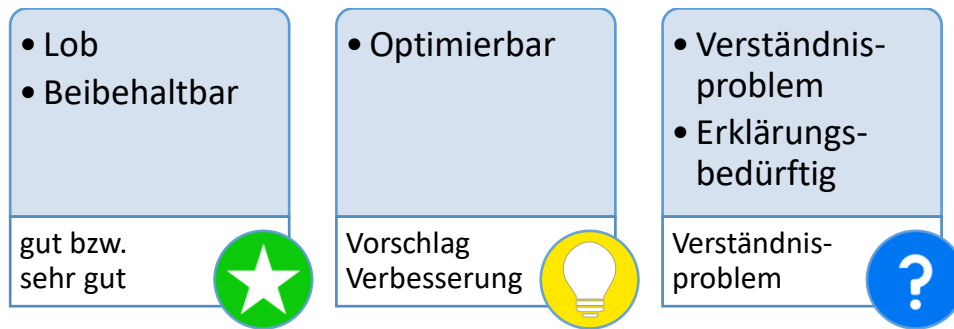 • Lob
• Beibehaltbar
gut bzw.
sehr gut
• Optimierbar
Vorschlag
Verbesserung
• Verständnis-
problem
• Erklärungs-
bedürftig
Verständnis-
problem
?